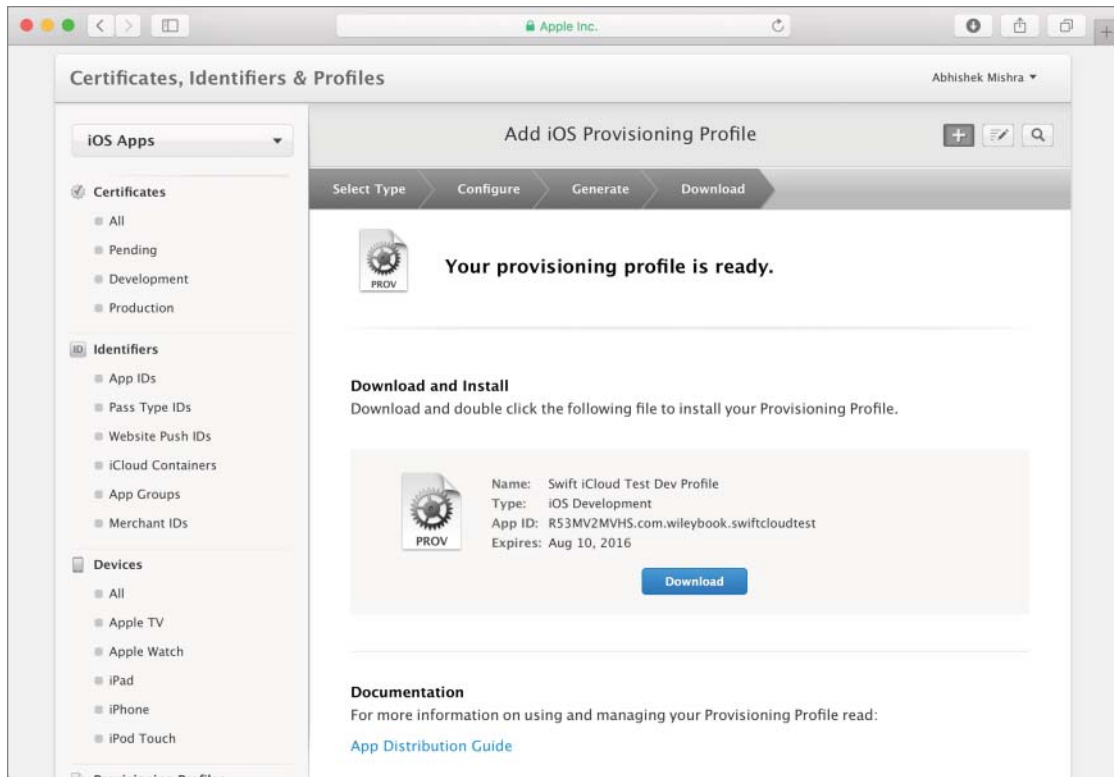 Apple Inc.
Certificates, Identifiers & Profiles
Abhishek Mishra
iOS Apps
Certificates
All
Pending
Development
Production
ID Identifiers
App IDs
Pass Type IDs
Website Push IDs
iCloud Containers
App Groups
Merchant IDs
Devices
All
Apple TV
Apple Watch
iPad
iPhone
iPod Touch
Provisioning Profiles
Add iOS Provisioning Profile
Select Type
Configure
Generate
Download
PROV
Your provisioning profile is ready.
Download and Install
Download and double click the following file to install your Provisioning Profile.
PROV
Name: Swift iCloud Test Dev Profile
Type: iOS Development
App ID: R53MV2MVHS.com.wileybook.swiftcloudtest
Expires: Aug 10, 2016
Download
Documentation
For more information on using and managing your Provisioning Profile read:
App Distribution Guide